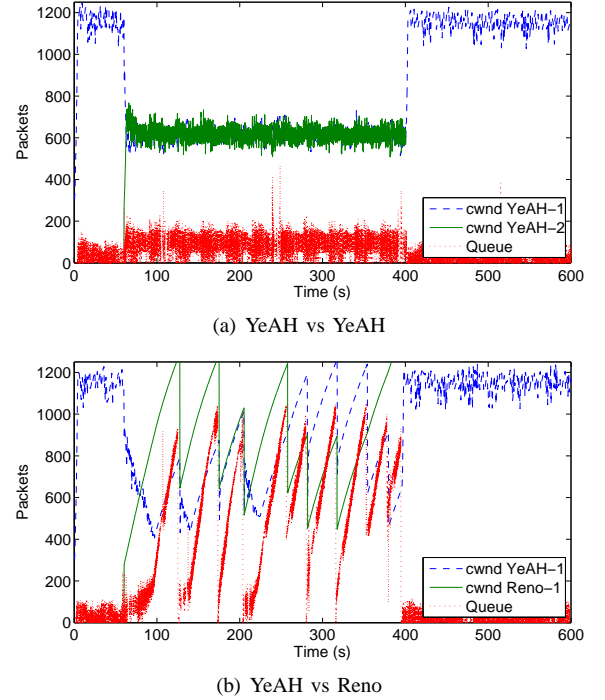 1200
1000
800
600
400
200
0
Packets
0 100 200 300 400 500 600
Time (s)
cwnd YeAH-1
cwnd YeAH-2
Queue
(a) YeAH vs YeAH
1200
1000
800
600
400
200
0
Packets
0 100 200 300 400 500 600
Time (s)
cwnd YeAH-1
cwnd Reno-1
Queue
(b) YeAH vs Reno